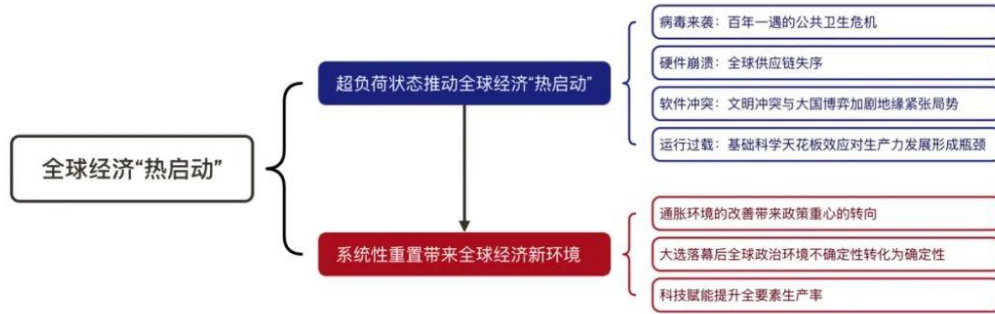 全球经济“热启动”
超负荷状态推动全球经济“热启动”
病毒来袭：百年一遇的公共卫生危机
硬件崩溃：全球供应链失序
软件冲突：文明冲突与大国博弈加剧地缘紧张局势
运行过载：基础科学天花板效应对生产力发展形成瓶颈
系统性重置带来全球经济新环境
通胀环境的改善带来政策重心的转向
大选落幕后全球政治环境不确定性转化为确定性
科技赋能提升全要素生产率